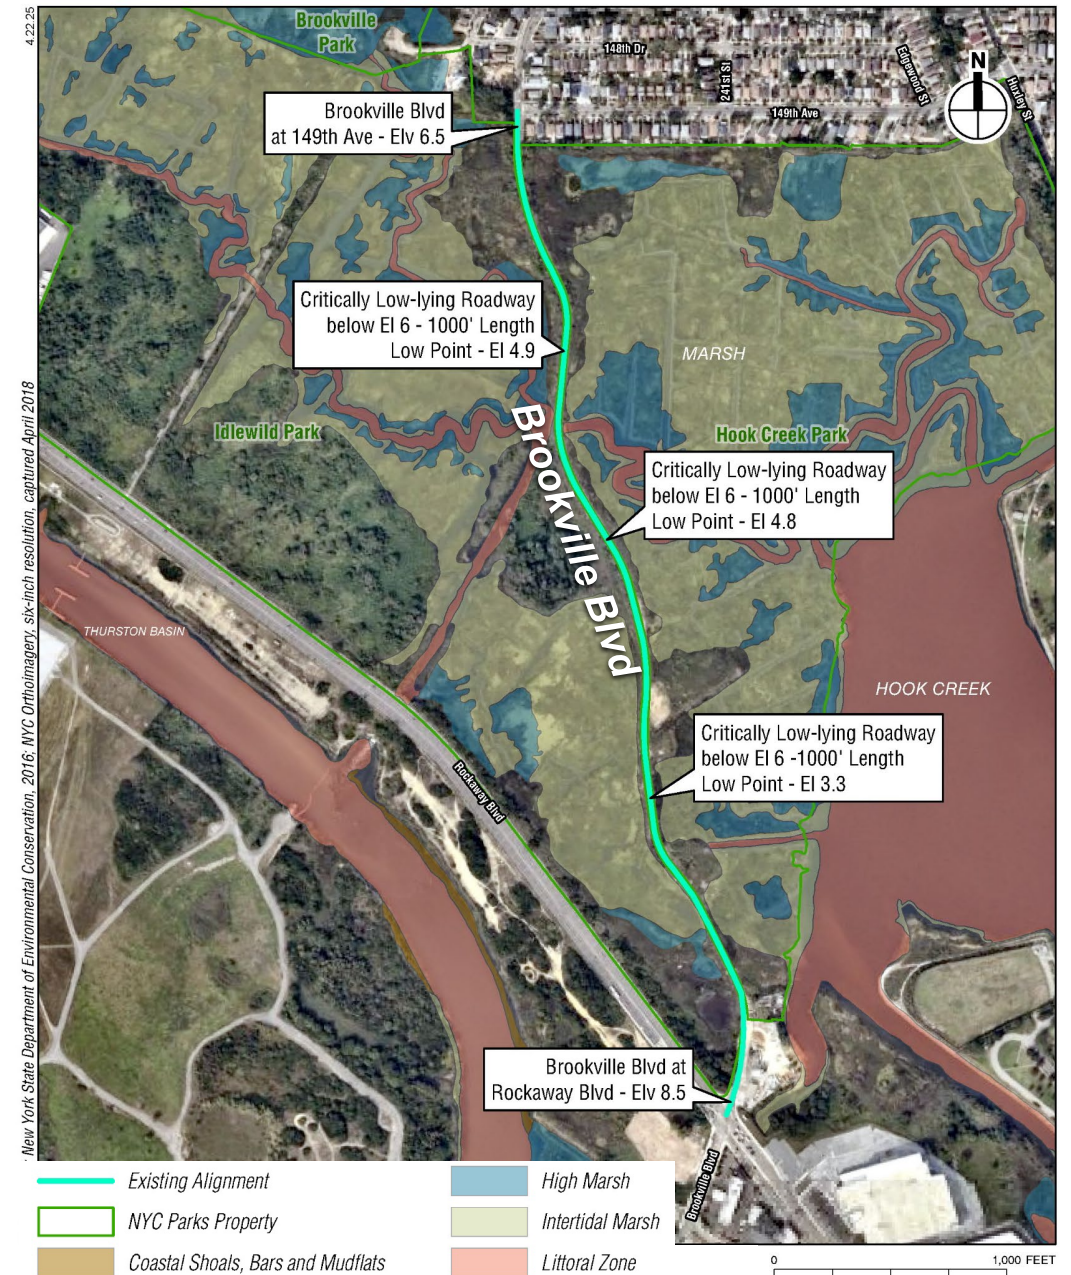 4.22.25
Brookville
Park
148th Dr
241st St
Edgewood St
N
Huxley St
149th Ave
Brookville Blvd
at 149th Ave - Elv 6.5
Critically Low-lying Roadway
below El 6 - 1000' Length
Low Point - El 4.9
MARSH
Idlewild Park
Hook Creek Park
Brookville Blvd
Critically Low-lying Roadway
below El 6 - 1000' Length
Low Point - El 4.8
THURSTON BASIN
HOOK CREEK
Critically Low-lying Roadway
below El 6 -1000' Length
Low Point - El 3.3
Rockaway Blvd
Brookville Blvd at
Rockaway Blvd - Elv 8.5
Brookville Blvd
New York State Department of Environmental Conservation, 2016; NYC Orthoimagery, six-inch resolution, captured April 2018
Existing Alignment
NYC Parks Property
Coastal Shoals, Bars and Mudflats
High Marsh
Intertidal Marsh
Littoral Zone
0
1,000 FEET